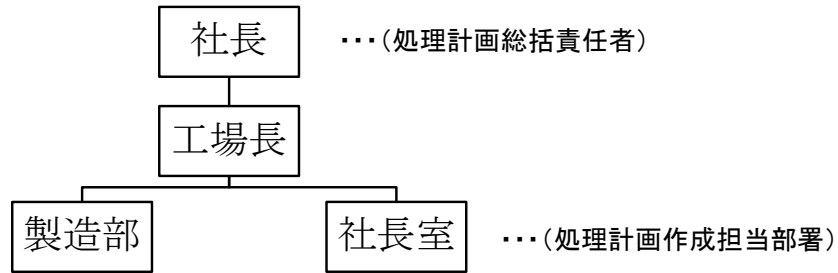 社長 ・・・（処理計画総括責任者）
工場長
製造部 社長室 ・・・（処理計画作成担当部署）